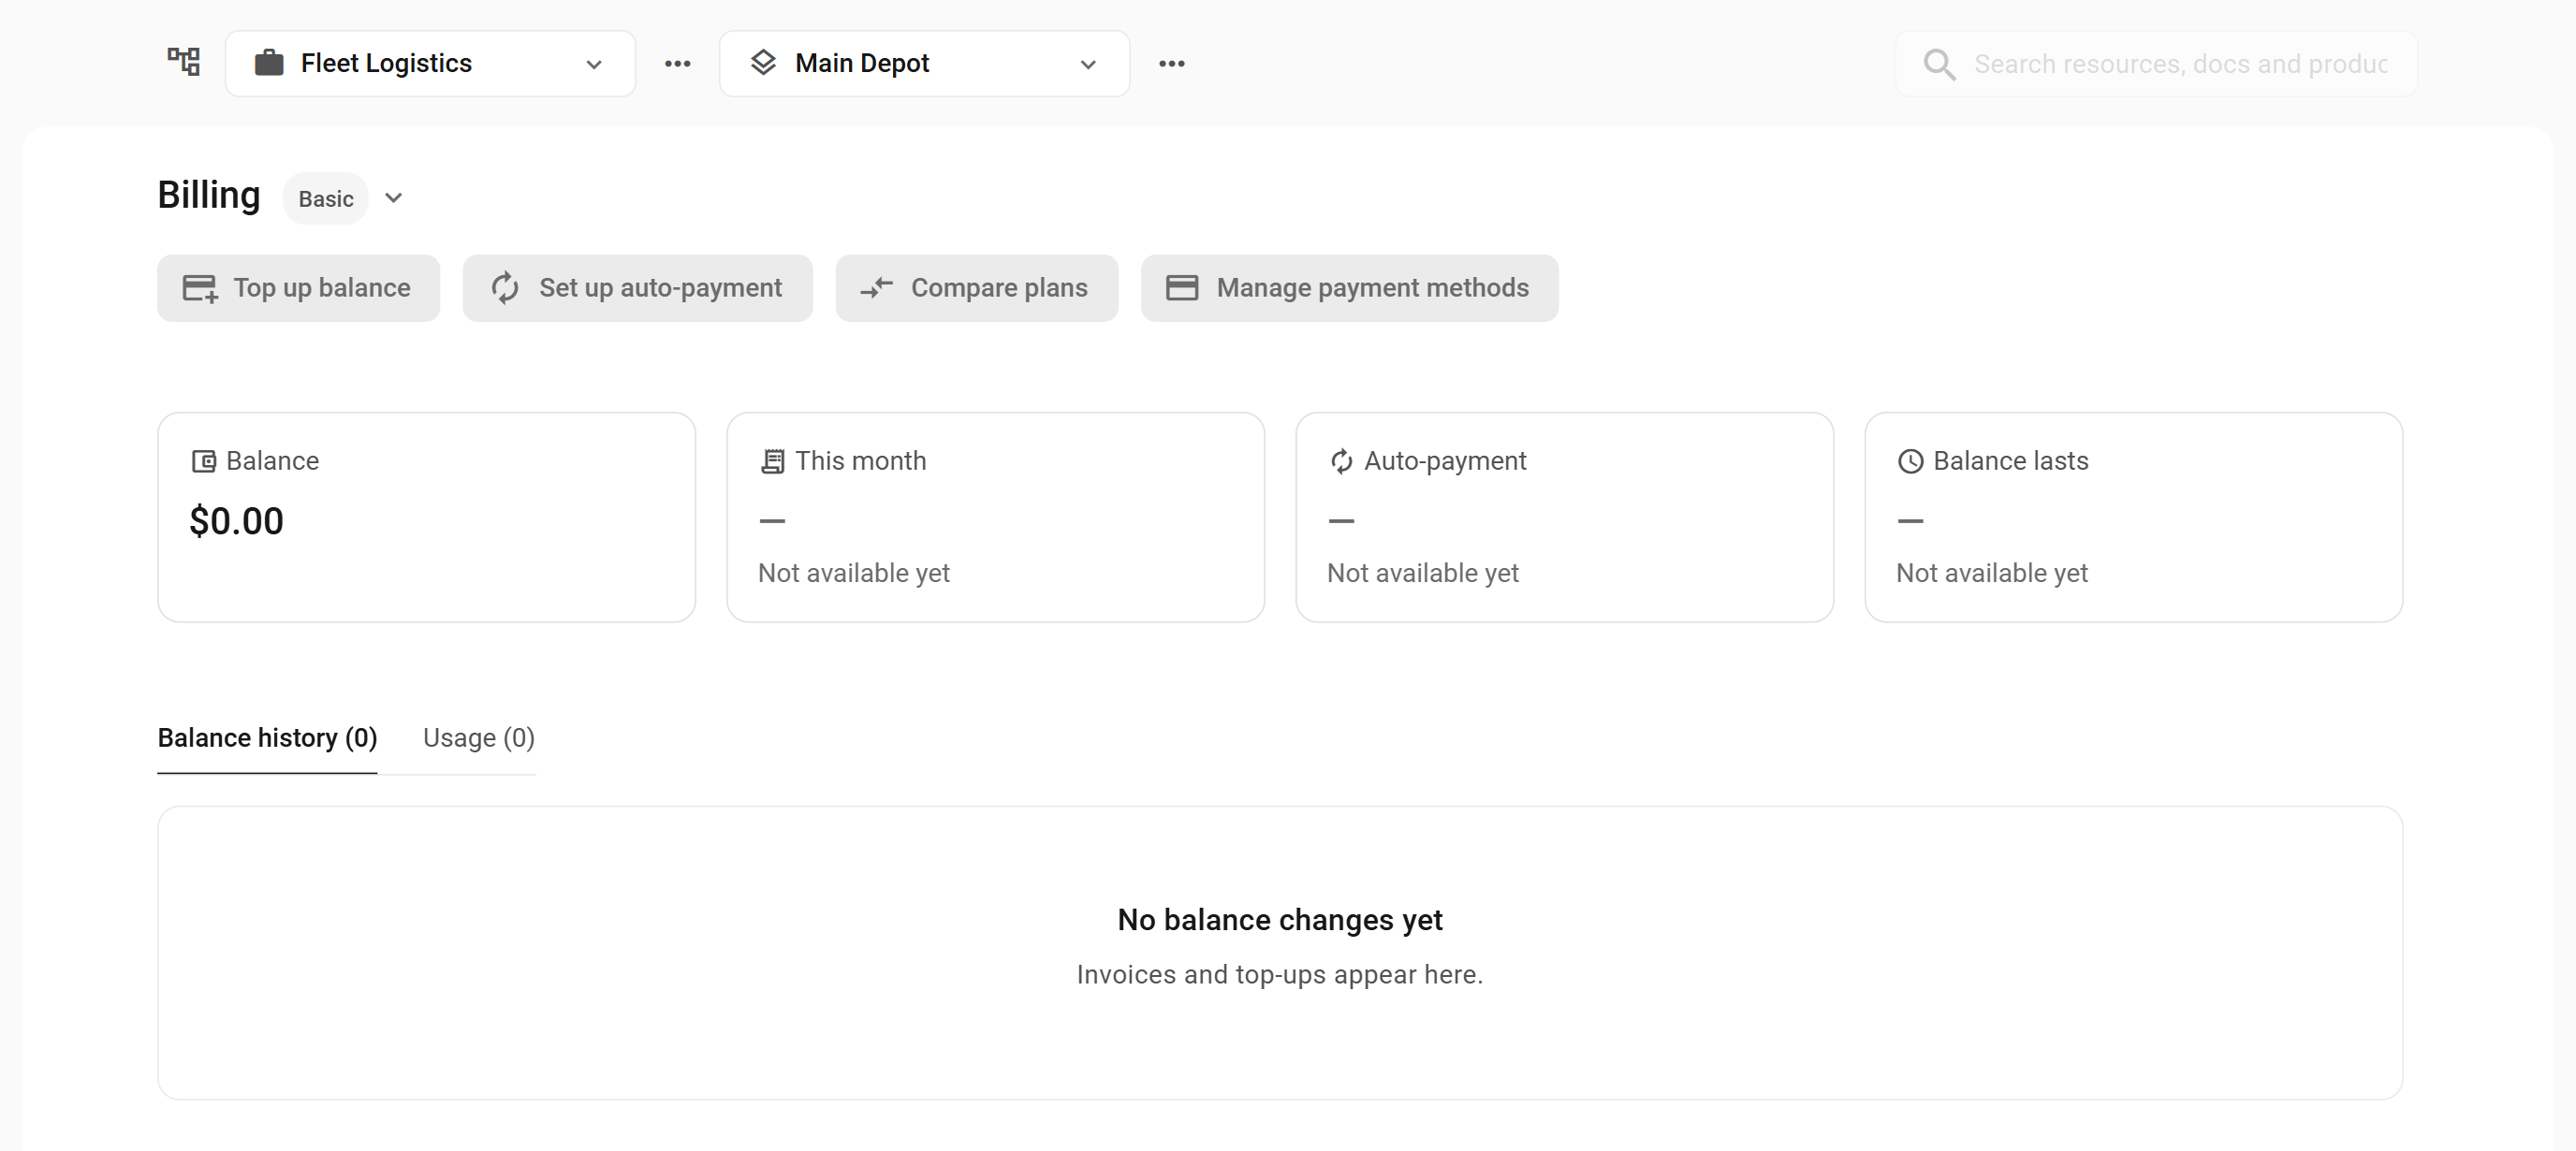 Fleet Logistics
Main Depot
Search resources, docs and produc
Billing
Basic
Top up balance
Set up auto-payment
Compare plans
Manage payment methods
Balance
$0.00
This month
—
Not available yet
Auto-payment
—
Not available yet
Balance lasts
—
Not available yet
Balance history (0)
Usage (0)
No balance changes yet
Invoices and top-ups appear here.